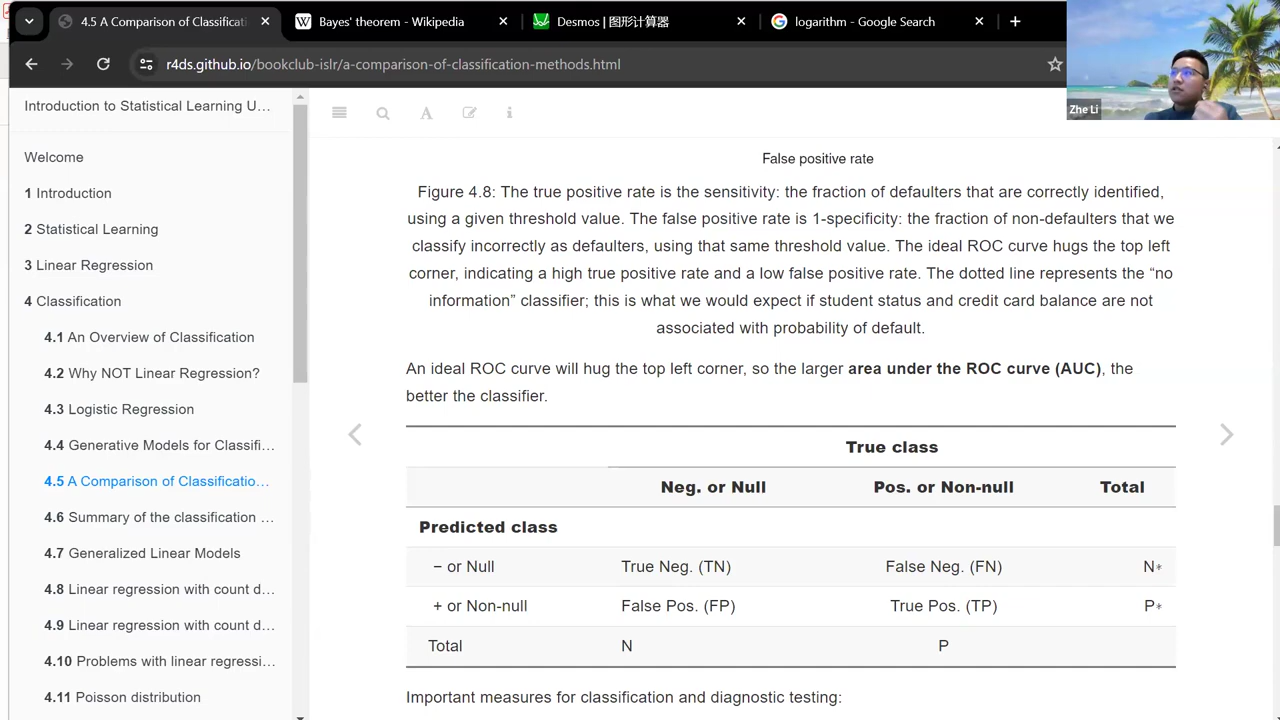 4.5 A Comparison of Classificati
Bayes' theorem - Wikipedia
Desmos | 图形计算器
logarithm - Google Search
r4ds.github.io/bookclub-islr/a-comparison-of-classification-methods.html
Zhe Li
Introduction to Statistical Learning U...
Welcome
1 Introduction
2 Statistical Learning
3 Linear Regression
4 Classification
4.1 An Overview of Classification
4.2 Why NOT Linear Regression?
4.3 Logistic Regression
4.4 Generative Models for Classifi...
4.5 A Comparison of Classificatio...
4.6 Summary of the classification ...
4.7 Generalized Linear Models
4.8 Linear regression with count d...
4.9 Linear regression with count d...
4.10 Problems with linear regressi...
4.11 Poisson distribution
False positive rate
Figure 4.8: The true positive rate is the sensitivity: the fraction of defaulters that are correctly identified,
using a given threshold value. The false positive rate is 1-specificity: the fraction of non-defaulters that we
classify incorrectly as defaulters, using that same threshold value. The ideal ROC curve hugs the top left
corner, indicating a high true positive rate and a low false positive rate. The dotted line represents the “no
information” classifier; this is what we would expect if student status and credit card balance are not
associated with probability of default.
An ideal ROC curve will hug the top left corner, so the larger area under the ROC curve (AUC), the
better the classifier.
True class
Neg. or Null Pos. or Non-null Total
Predicted class
− or Null True Neg. (TN) False Neg. (FN) N*
+ or Non-null False Pos. (FP) True Pos. (TP) P*
Total N P
Important measures for classification and diagnostic testing: